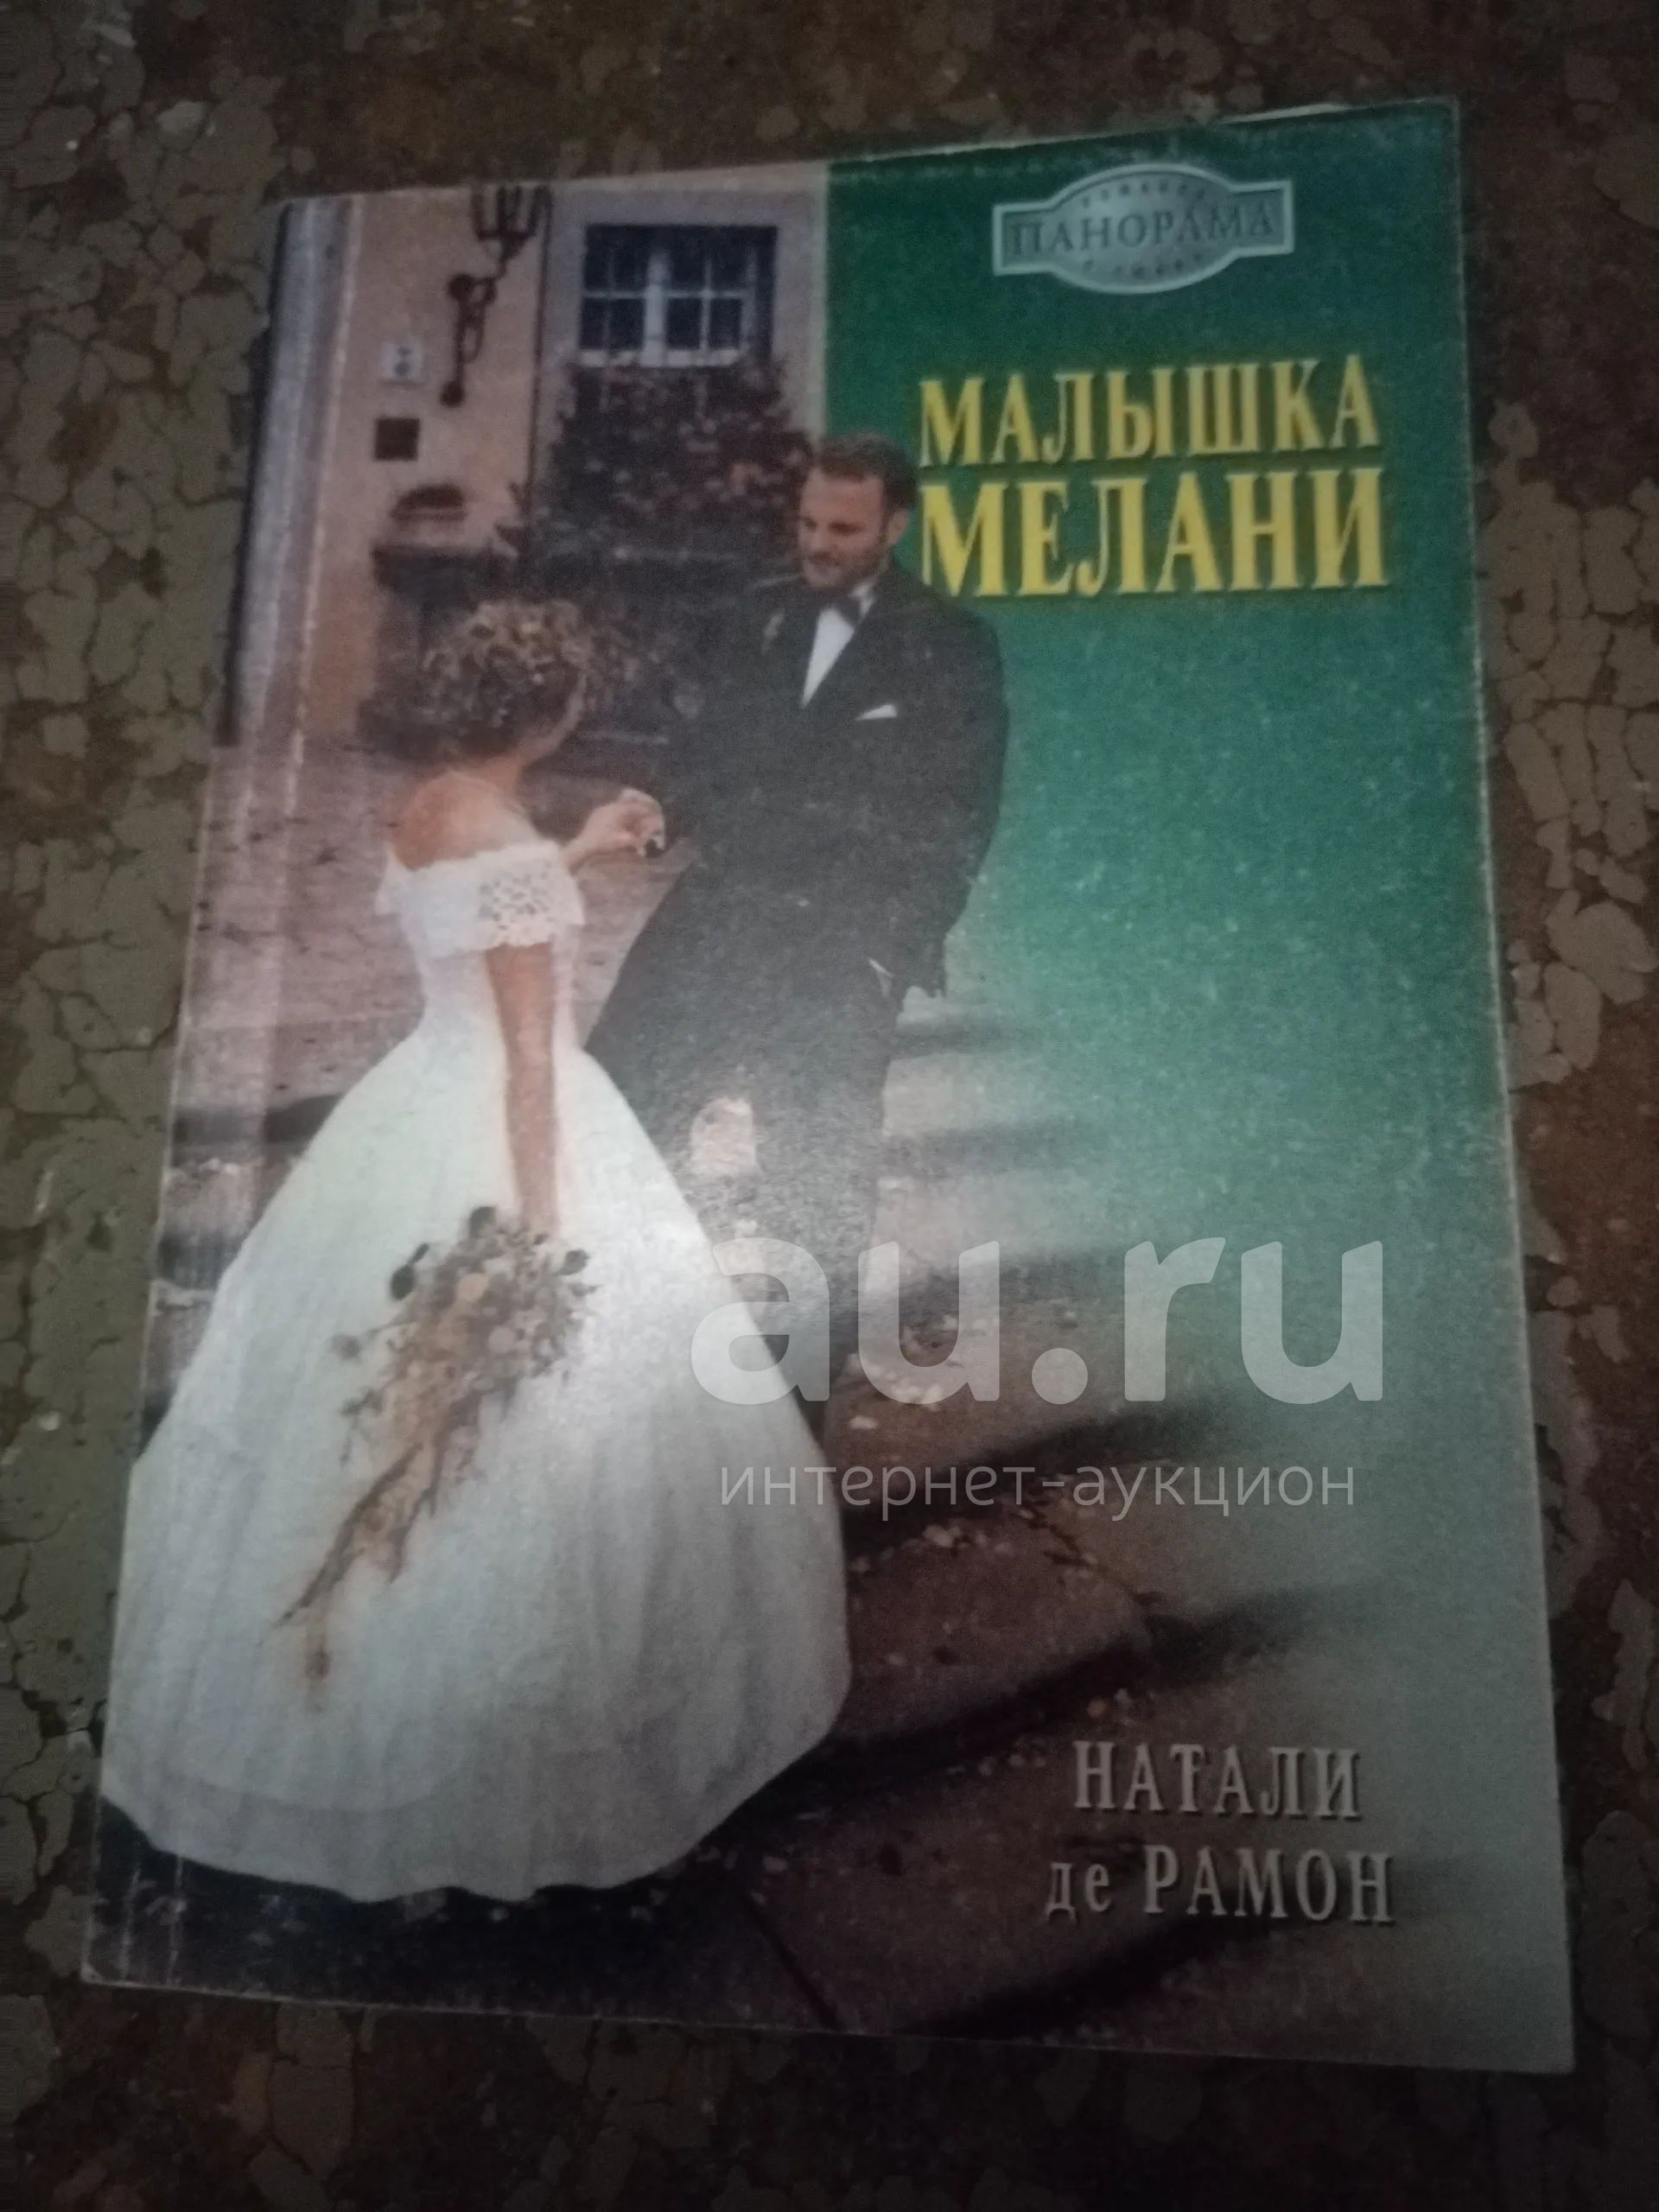 ПАНОРАМА
МАЛЫШКА
МЕЛАНИ
au.ru
интернет-аукцион
НАТАЛИ
де РАМОН